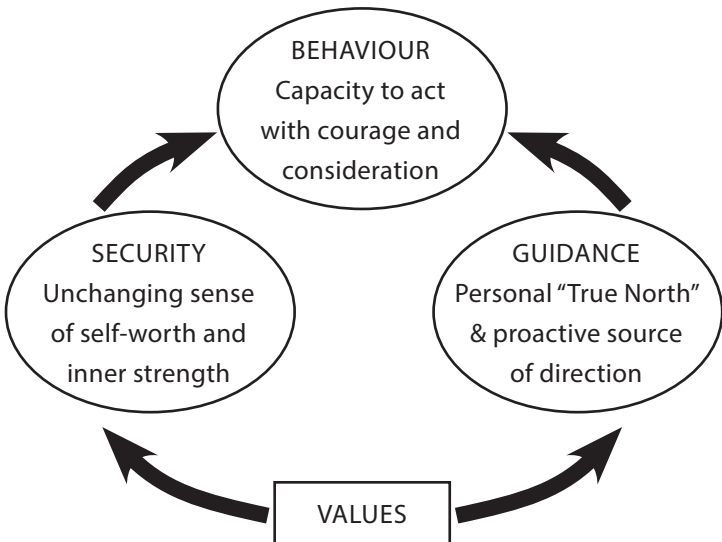 BEHAVIOUR
Capacity to act
with courage and
consideration
SECURITY
Unchanging sense
of self-worth and
inner strength
GUIDANCE
Personal “True North”
& proactive source
of direction
VALUES